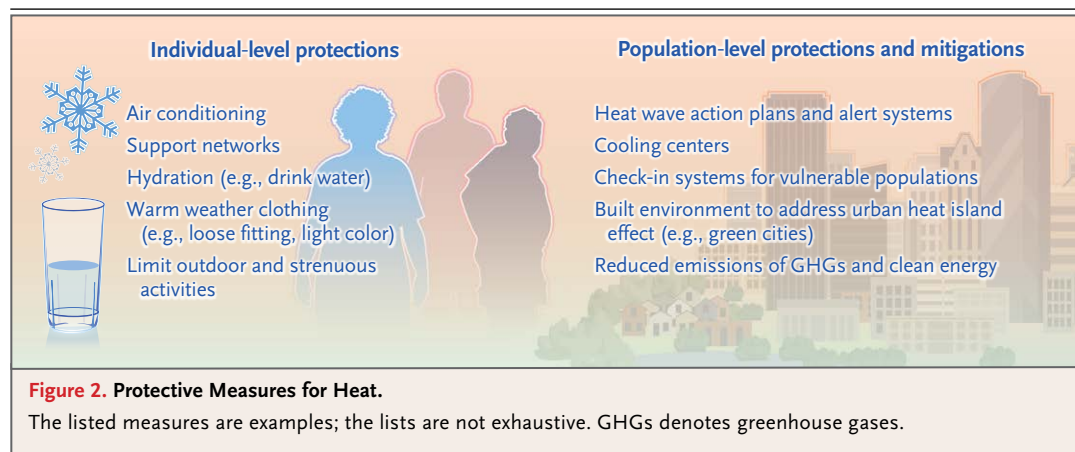 Individual-level protections
Air conditioning
Support networks
Hydration (e.g., drink water)
Warm weather clothing
(e.g., loose fitting, light color)
Limit outdoor and strenuous
activities
Population-level protections and mitigations
Heat wave action plans and alert systems
Cooling centers
Check-in systems for vulnerable populations
Built environment to address urban heat island
effect (e.g., green cities)
Reduced emissions of GHGs and clean energy
Figure 2. Protective Measures for Heat.
The listed measures are examples; the lists are not exhaustive. GHGs denotes greenhouse gases.